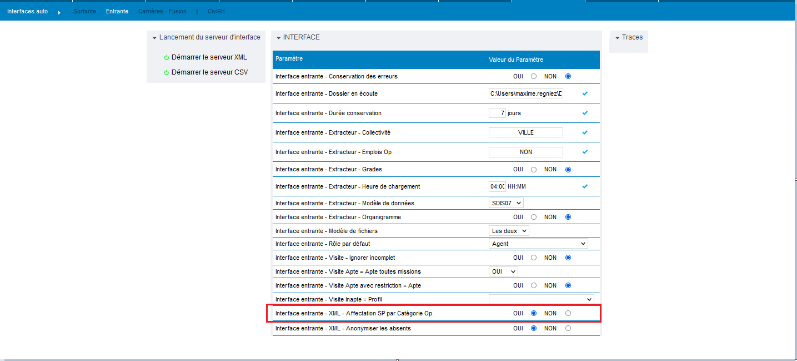 Interfaces auto Sortante Entrante Carrières - Fusion | Divers
Lancement du serveur d'interface
Démarrer le serveur XML
Démarrer le serveur CSV
INTERFACE
Paramètre Valeur du Paramètre
Interface entrante - Conservation des erreurs OUI NON
Interface entrante - Dossier en écoute C:\Users\maxime.regniez\D
Interface entrante - Durée conservation 7 jours
Interface entrante - Extracteur - Collectivité VILLE
Interface entrante - Extracteur - Emplois Op NON
Interface entrante - Extracteur - Grades OUI NON
Interface entrante - Extracteur - Heure de chargement 04:00 HH:MM
Interface entrante - Extracteur - Modèle de données SDIS07
Interface entrante - Extracteur - Organigramme OUI NON
Interface entrante - Modèle de fichiers Les deux
Interface entrante - Rôle par défaut Agent
Interface entrante - Visite - Ignorer incomplet OUI NON
Interface entrante - Visite Apte = Apte toutes missions OUI
Interface entrante - Visite Apte avec restriction = Apte OUI NON
Interface entrante - Visite Inapte = Profil
Interface entrante - XML - Affectation SP par Catégorie Op OUI NON
Interface entrante - XML - Anonymiser les absents OUI NON
Traces